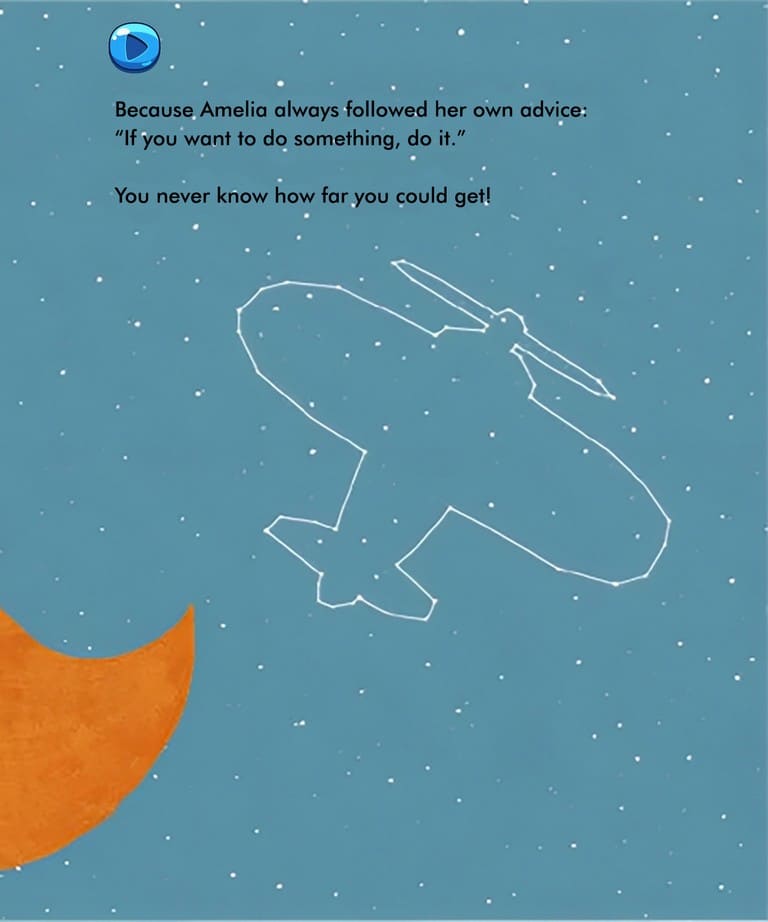 Because Amelia always followed her own advice:
“If you want to do something, do it.”
You never know how far you could get!